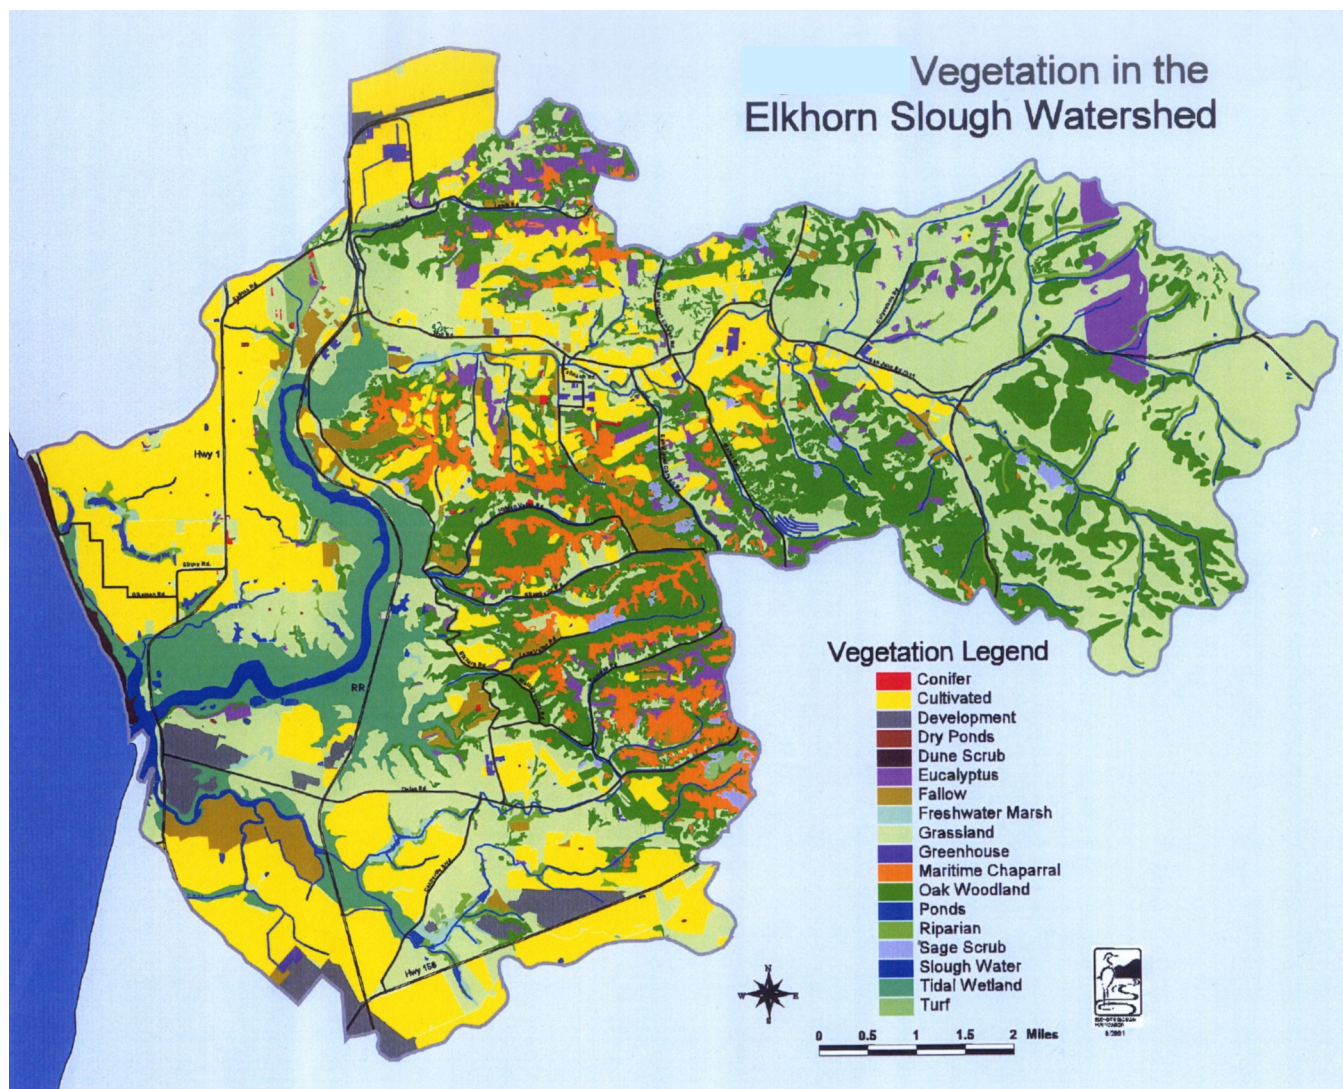 Vegetation in the
Elkhorn Slough Watershed
Hwy 1
RR
Hwy 156
Vegetation Legend
Conifer
Cultivated
Development
Dry Ponds
Dune Scrub
Eucalyptus
Fallow
Freshwater Marsh
Grassland
Greenhouse
Maritime Chaparral
Oak Woodland
Ponds
Riparian
Sage Scrub
Slough Water
Tidal Wetland
Turf
N
W
E
S
0 0.5 1 1.5 2 Miles